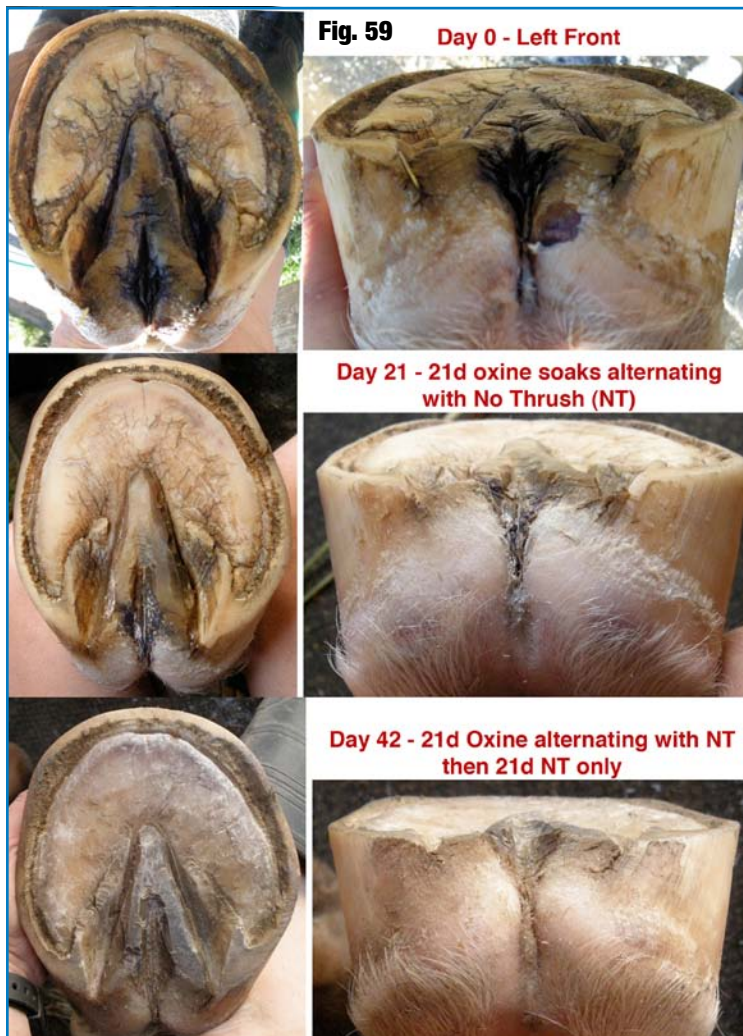 Fig. 59
Day 0 - Left Front
Day 21 - 21d oxine soaks alternating
with No Thrush (NT)
Day 42 - 21d Oxine alternating with NT
then 21d NT only